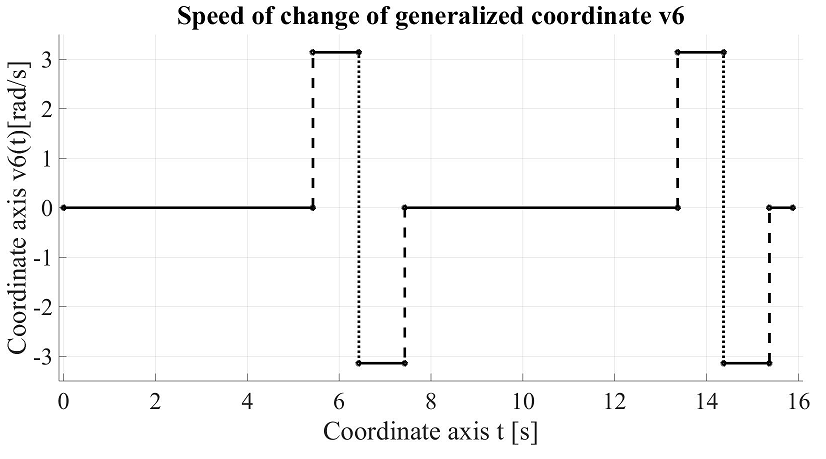 Speed of change of generalized coordinate v6
Coordinate axis v6(t)[rad/s]
3
2
1
0
-1
-2
-3
0 2 4 6 8 10 12 14 16
Coordinate axis t [s]